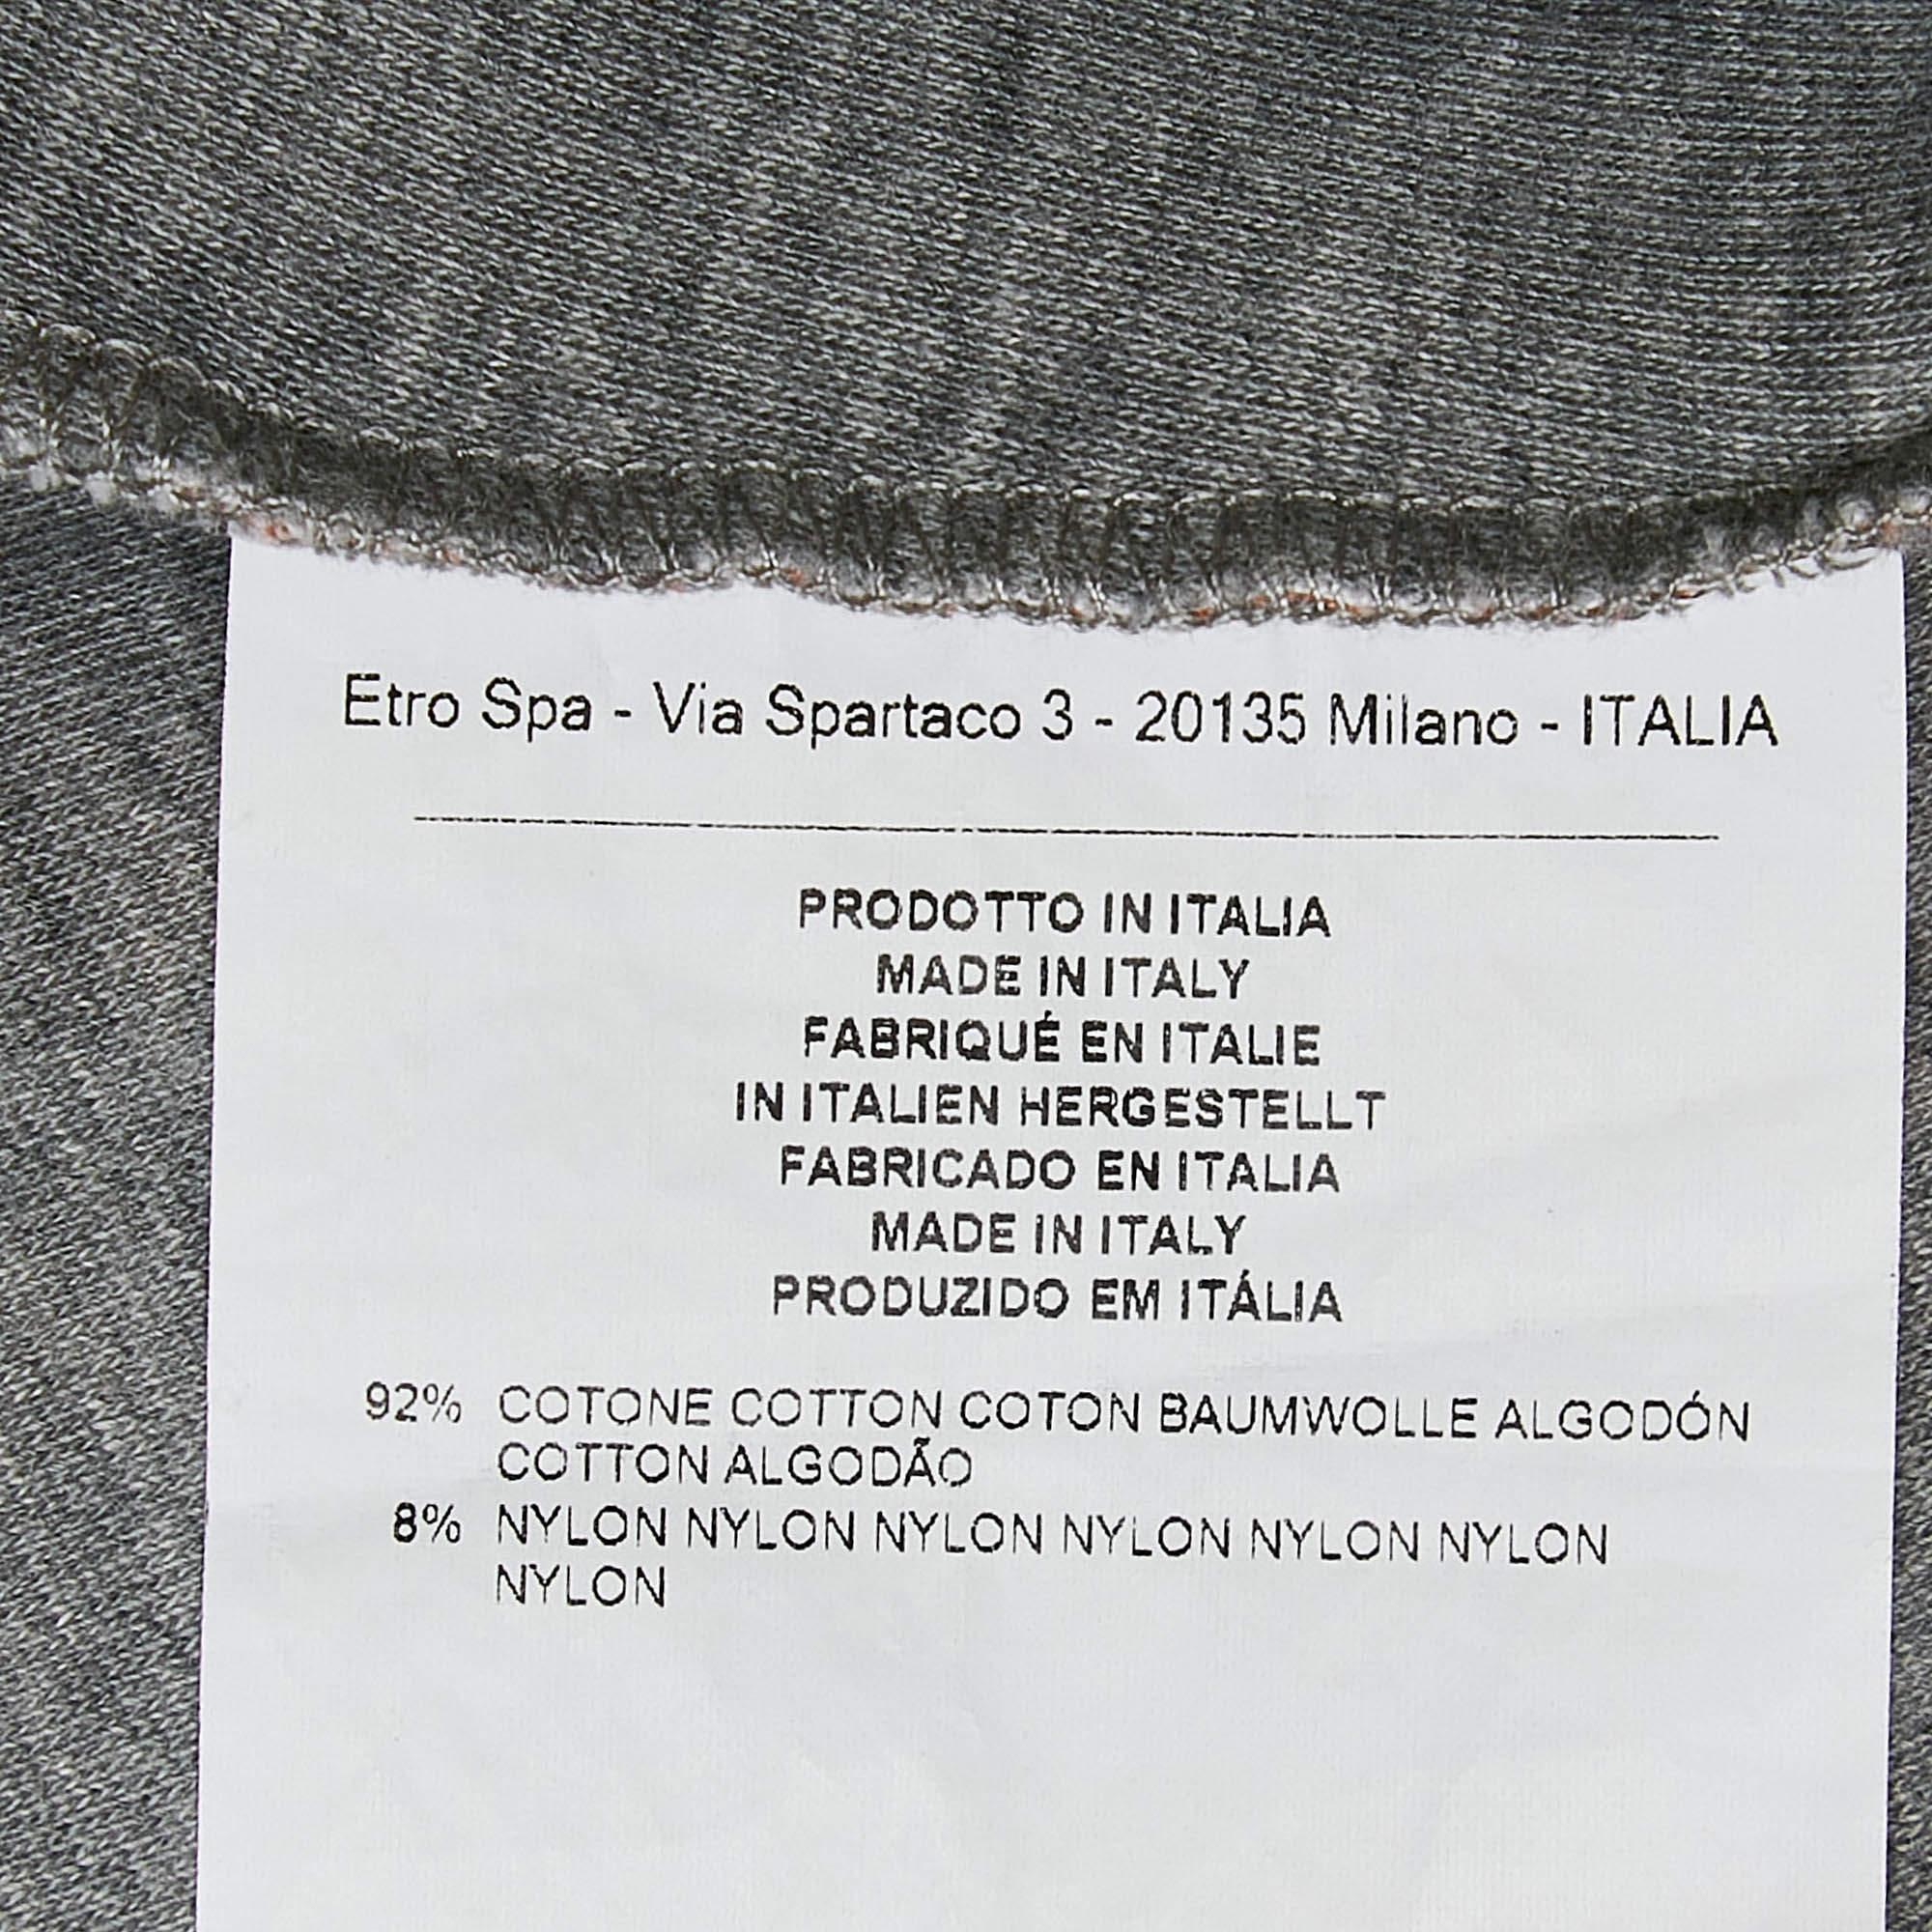 Etro Spa - Via Spartaco 3 - 20135 Milano - ITALIA
PRODOTTO IN ITALIA
MADE IN ITALY
FABRIQUÉ EN ITALIE
IN ITALIEN HERGESTELLT
FABRICADO EN ITALIA
MADE IN ITALY
PRODUZIDO EM ITÁLIA
92% COTONE COTTON COTON BAUMWOLLE ALGODÓN
COTTON ALGODÃO
8% NYLON NYLON NYLON NYLON NYLON NYLON
NYLON